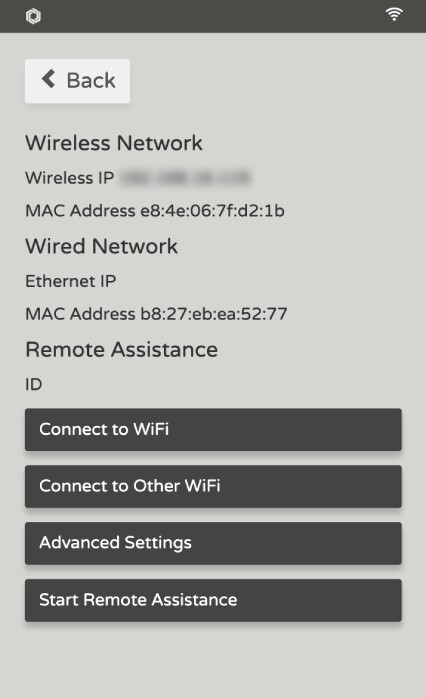 Back
Wireless Network
Wireless IP
MAC Address e8:4e:06:7f:d2:1b
Wired Network
Ethernet IP
MAC Address b8:27:eb:ea:52:77
Remote Assistance
ID
Connect to WiFi
Connect to Other WiFi
Advanced Settings
Start Remote Assistance